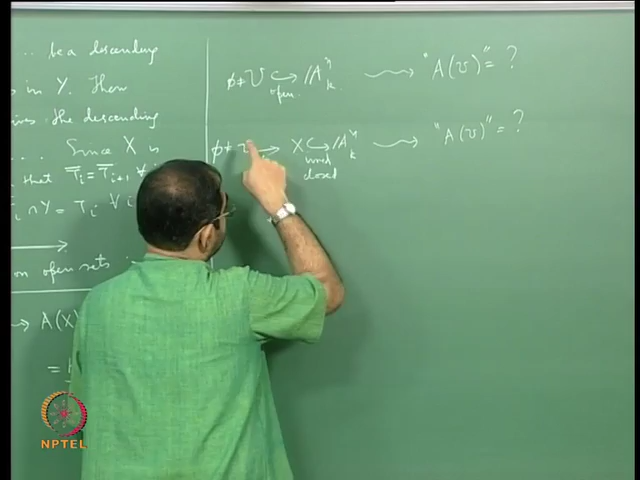 ... be a descending
in Y. Then
the descending
Since X is
that T̅ᵢ = T̅ᵢ₊₁ ∀ i
∩ Y = Tᵢ ∀ i
on open sets
→ A(X)
=
φ ≠ U ↪ 𝔸ⁿₖ ⇝ "A(U)" = ?
open
φ ≠ U → X ↪ 𝔸ⁿₖ ⇝ "A(U)" = ?
irred
closed
NPTEL